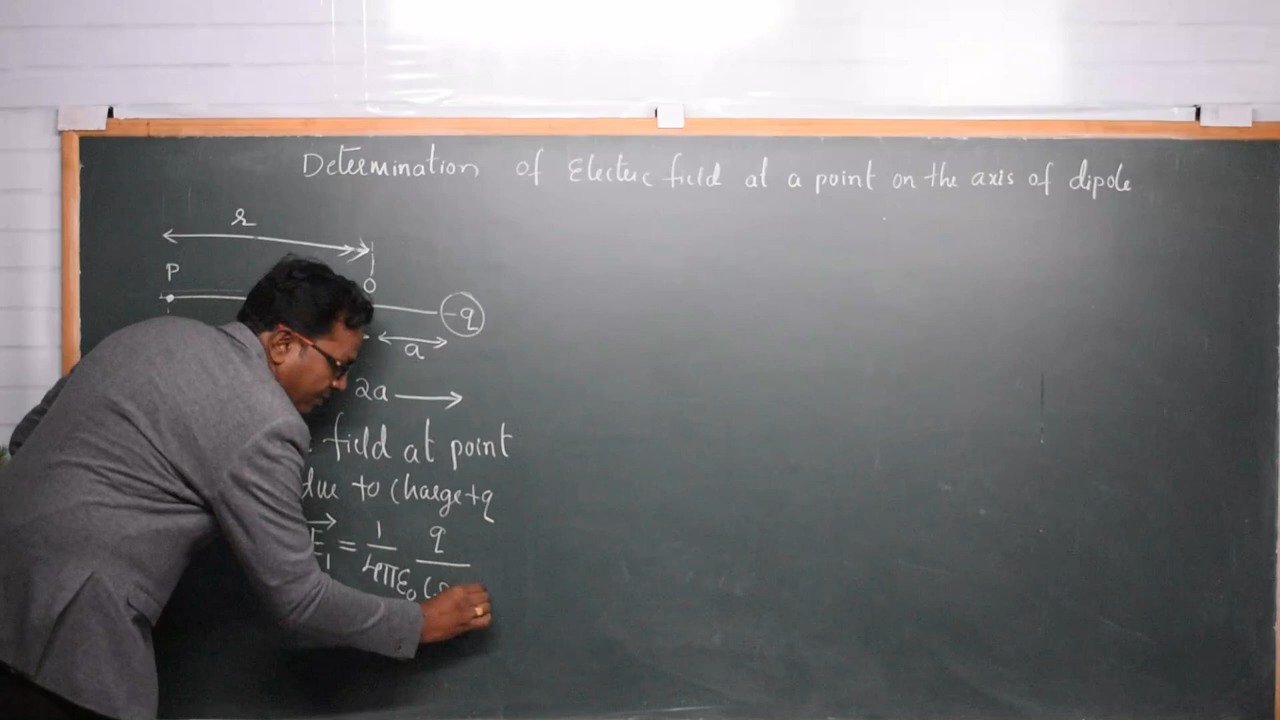 Determination of Electric field at a point on the axis of dipole
r
P
O
-q
a
2a
field at point
due to charge +q
E₁ = 1/4πε₀ q/(